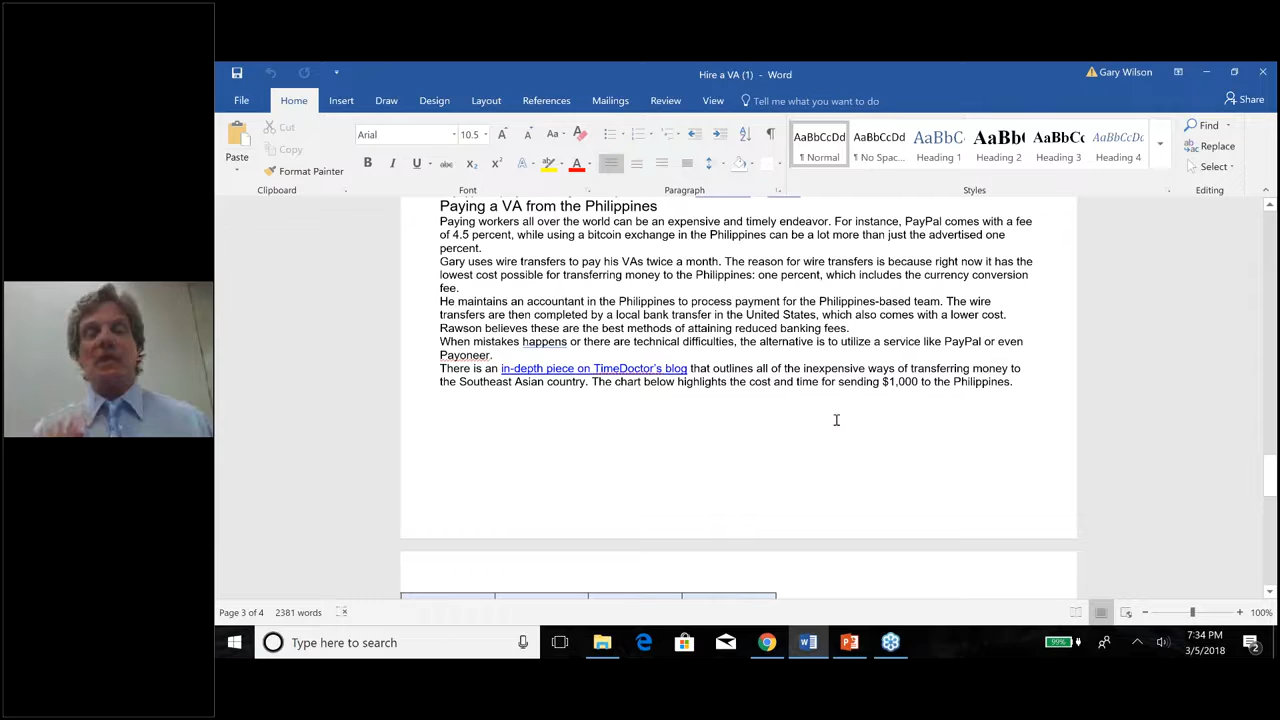 Hire a VA (1) - Word
Gary Wilson
File Home Insert Draw Design Layout References Mailings Review View Tell me what you want to do Share
Paste
Cut
Copy
Format Painter
Clipboard
Arial 10.5
Font
Paragraph
AaBbCcDd AaBbCcDd AaBbC AaBb AaBbCc AaBbCcDd
¶ Normal ¶ No Spac... Heading 1 Heading 2 Heading 3 Heading 4
Styles
Find
Replace
Select
Editing
Paying a VA from the Philippines
Paying workers all over the world can be an expensive and timely endeavor. For instance, PayPal comes with a fee
of 4.5 percent, while using a bitcoin exchange in the Philippines can be a lot more than just the advertised one
percent.
Gary uses wire transfers to pay his VAs twice a month. The reason for wire transfers is because right now it has the
lowest cost possible for transferring money to the Philippines: one percent, which includes the currency conversion
fee.
He maintains an accountant in the Philippines to process payment for the Philippines-based team. The wire
transfers are then completed by a local bank transfer in the United States, which also comes with a lower cost.
Rawson believes these are the best methods of attaining reduced banking fees.
When mistakes happens or there are technical difficulties, the alternative is to utilize a service like PayPal or even
Payoneer.
There is an in-depth piece on TimeDoctor's blog that outlines all of the inexpensive ways of transferring money to
the Southeast Asian country. The chart below highlights the cost and time for sending $1,000 to the Philippines.
Page 3 of 4 2381 words 100%
Type here to search
99%
7:34 PM
3/5/2018
2